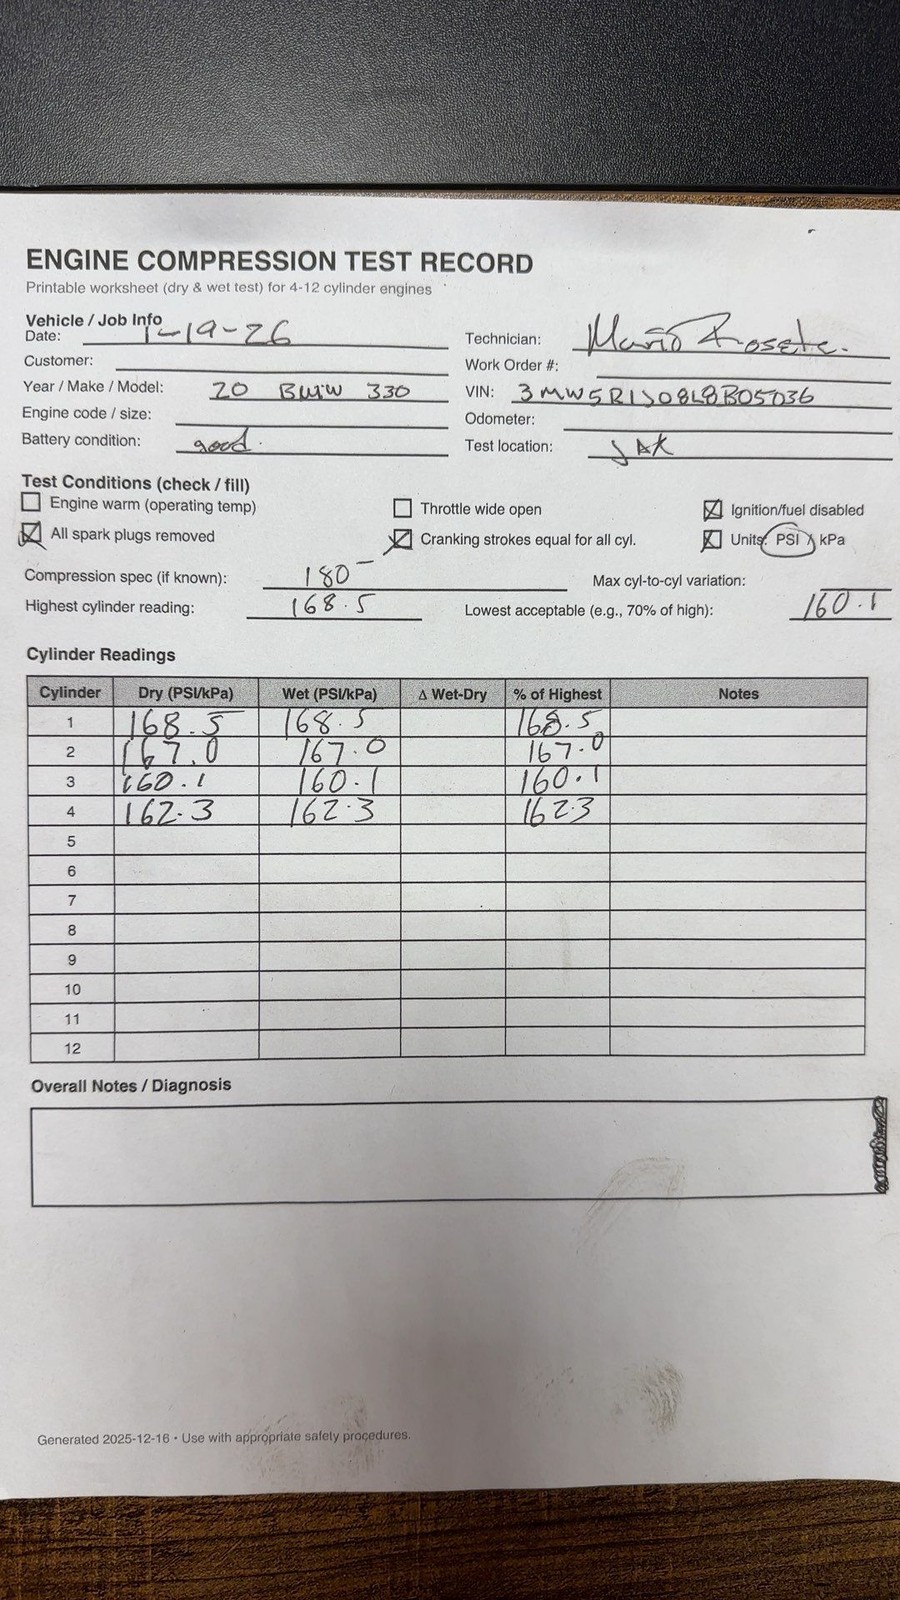 ENGINE COMPRESSION TEST RECORD
Printable worksheet (dry & wet test) for 4-12 cylinder engines
Vehicle / Job Info
Date: 1-19-26
Technician: Mario
Customer:
Work Order #:
Year / Make / Model: 20 BMW 330
VIN: 3MW5R1J08L8B05036
Engine code / size:
Odometer:
Battery condition: good.
Test location: JAX
Test Conditions (check / fill)
Engine warm (operating temp) Throttle wide open Ignition/fuel disabled
All spark plugs removed Cranking strokes equal for all cyl. Units: PSI / kPa
Compression spec (if known): 180 Max cyl-to-cyl variation:
Highest cylinder reading: 168.5 Lowest acceptable (e.g., 70% of high): 160.1
Cylinder Readings
Cylinder Dry (PSI/kPa) Wet (PSI/kPa) Δ Wet-Dry % of Highest Notes
1 168.5 168.5 168.5
2 167.0 167.0 167.0
3 160.1 160.1 160.1
4 162.3 162.3 162.3
5
6
7
8
9
10
11
12
Overall Notes / Diagnosis
Generated 2025-12-16 • Use with appropriate safety procedures.